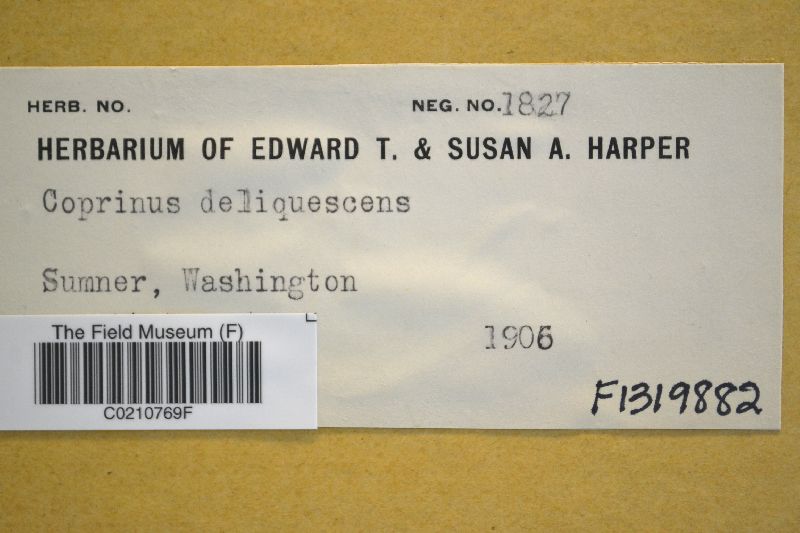 HERB. NO. NEG. NO. 1827
HERBARIUM OF EDWARD T. & SUSAN A. HARPER
Coprinus deliquescens
Sumner, Washington
The Field Museum (F)
1906
C0210769F
F1319882